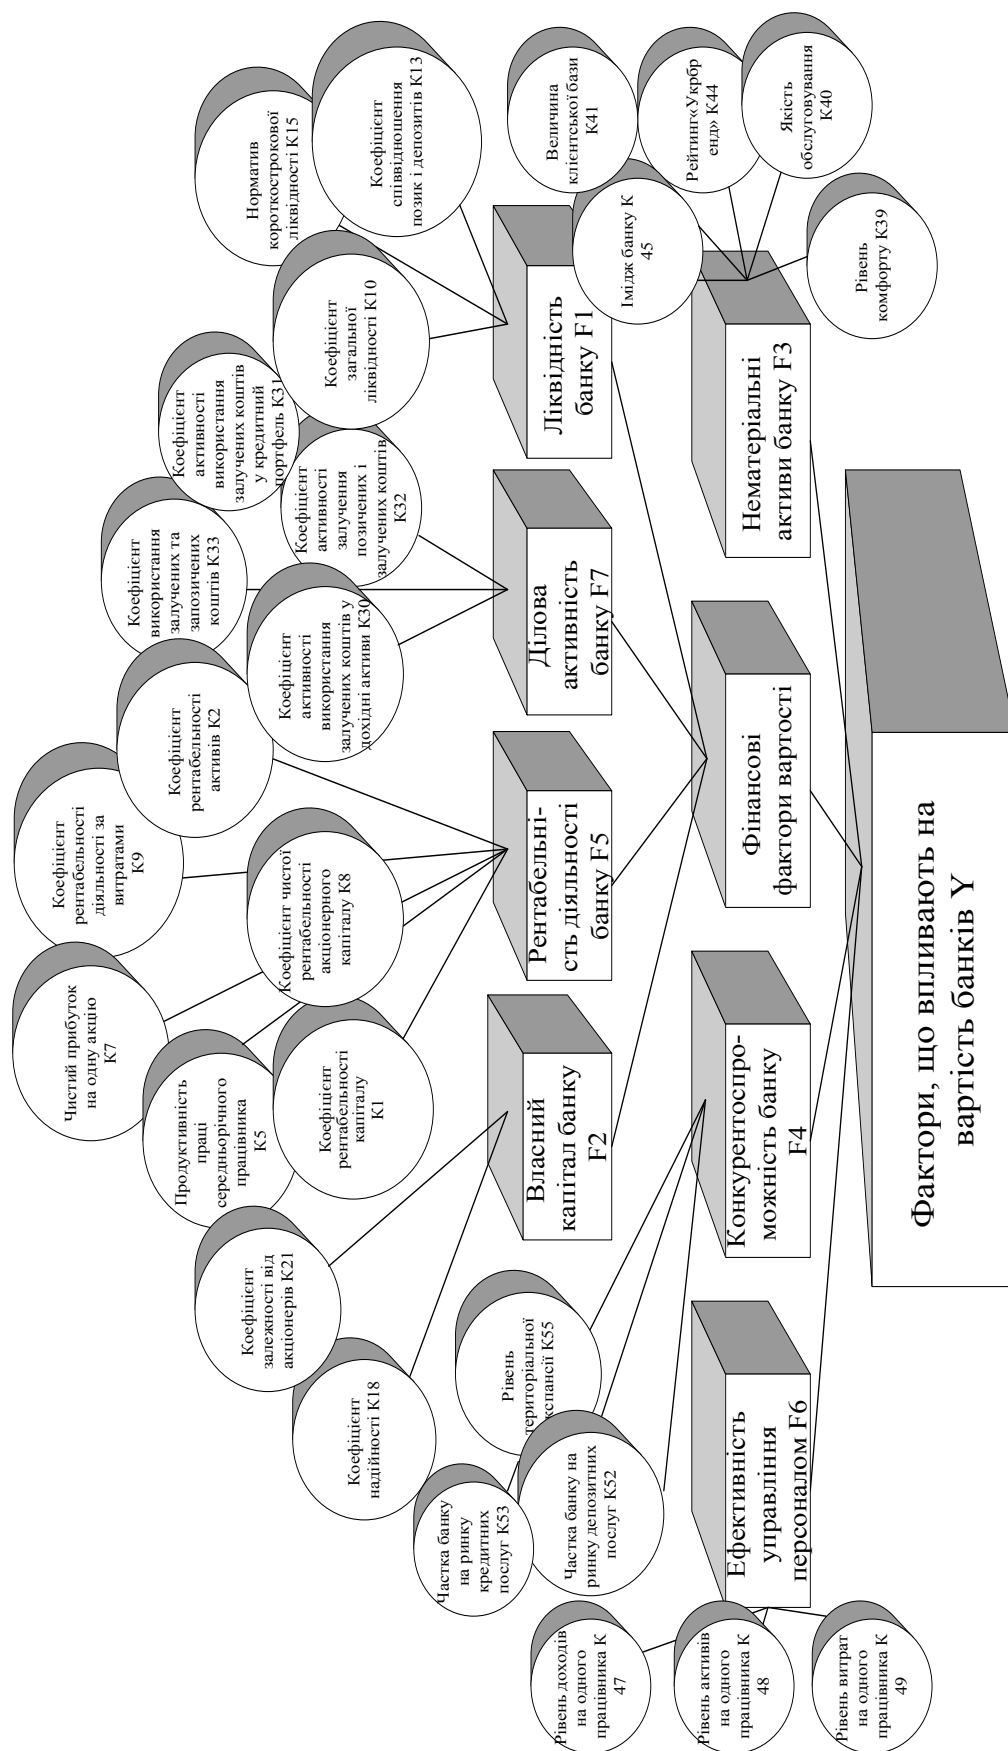 Чистий прибуток
на одну акцію
К7
Коефіцієнт
рентабельності
діяльності за
витратами
К9
Коефіцієнт
рентабельності
активів К2
Коефіцієнт
використання
залучених та
запозичених
коштів К33
Коефіцієнт
активності
використання
залучених коштів
у кредитний
портфель К31
Норматив
короткострокової
ліквідності К15
Коефіцієнт
співвідношення
позик і депозитів К13
Продуктивність
праці
середньорічного
працівника
К5
Коефіцієнт чистої
рентабельності
акціонерного
капіталу К8
Коефіцієнт
активності
використання
залучених коштів у
дохідні активи К30
Коефіцієнт
активності
залучення
позичених і
залучених коштів
К32
Коефіцієнт
загальної
ліквідності К10
Коефіцієнт
залежності від
акціонерів К21
Коефіцієнт
рентабельності
капіталу
К1
Коефіцієнт
надійності К18
Частка банку
на ринку
кредитних
послуг К53
Рівень
територіальної
експансії К55
Частка банку на
ринку депозитних
послуг К52
Власний
капітал банку
F2
Рентабельні-
сть діяльності
банку F5
Ділова
активність
банку F7
Ліквідність
банку F1
Величина
клієнтської бази
К41
Імідж банку К
45
Рейтинг«Укрбр
енд» К44
Якість
обслуговування
К40
Рівень
комфорту К39
Рівень доходів
на одного
працівника К
47
Рівень активів
на одного
працівника К
48
Рівень витрат
на одного
працівника К
49
Ефективність
управління
персоналом F6
Конкурентоспро-
можність банку
F4
Фінансові
фактори вартості
Нематеріальні
активи банку F3
Фактори, що впливають на
вартість банків Y